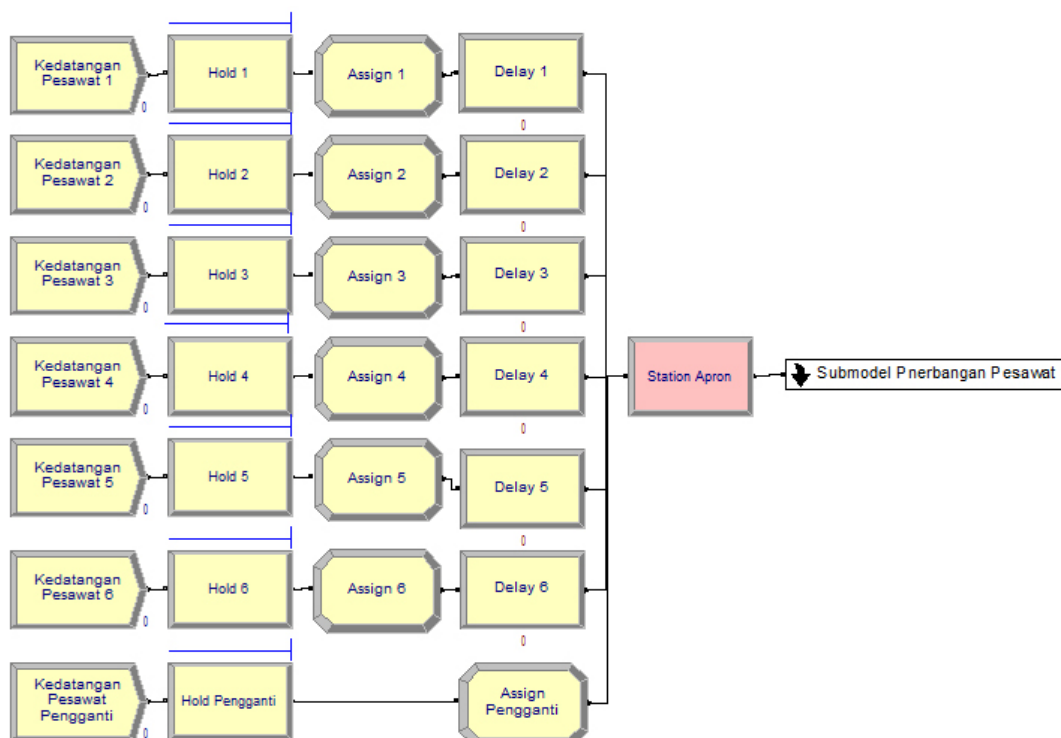 Kedatangan
Pesawat 1
0
Hold 1
Assign 1
Delay 1
0
Kedatangan
Pesawat 2
0
Hold 2
Assign 2
Delay 2
0
Kedatangan
Pesawat 3
0
Hold 3
Assign 3
Delay 3
0
Kedatangan
Pesawat 4
0
Hold 4
Assign 4
Delay 4
0
Station Apron
Submodel Pnerbangan Pesawat
Kedatangan
Pesawat 5
0
Hold 5
Assign 5
Delay 5
0
Kedatangan
Pesawat 6
0
Hold 6
Assign 6
Delay 6
0
Kedatangan
Pesawat
Pengganti
0
Hold Pengganti
Assign
Pengganti